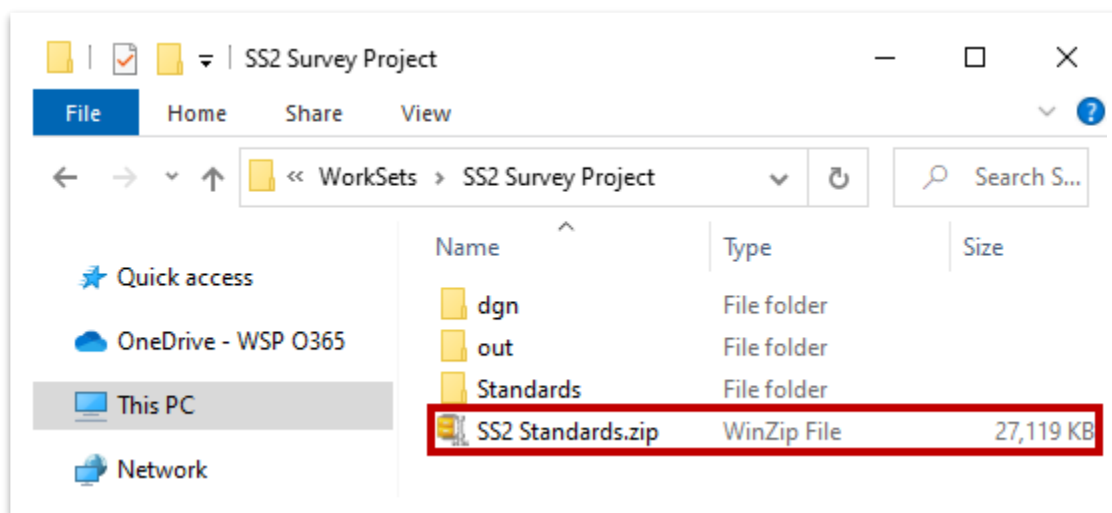 SS2 Survey Project
File Home Share View
« WorkSets › SS2 Survey Project Search S...
Name Type Size
Quick access
OneDrive - WSP O365
This PC
Network
dgn File folder
out File folder
Standards File folder
SS2 Standards.zip WinZip File 27,119 KB